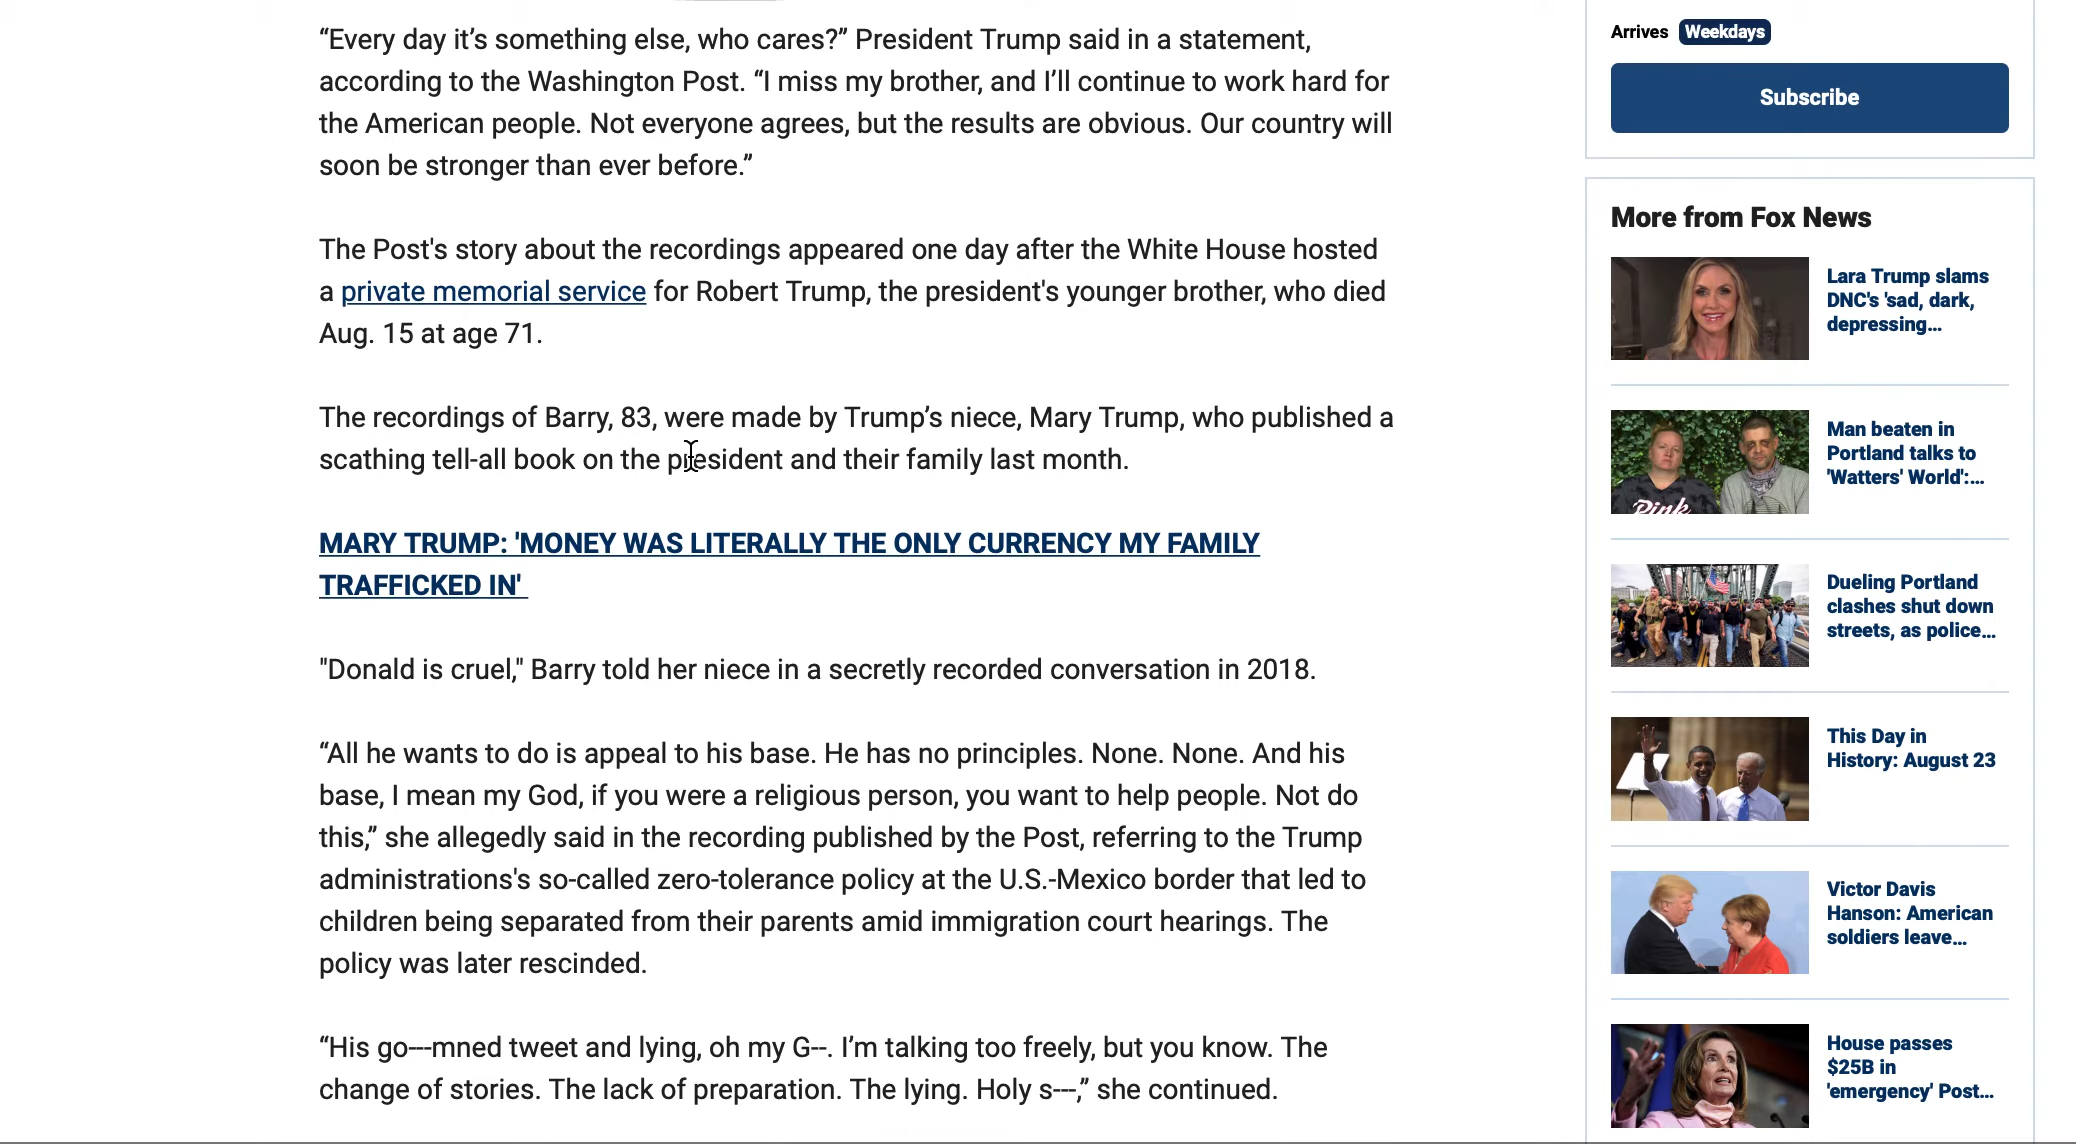 “Every day it’s something else, who cares?” President Trump said in a statement,
according to the Washington Post. “I miss my brother, and I’ll continue to work hard for
the American people. Not everyone agrees, but the results are obvious. Our country will
soon be stronger than ever before.”
The Post's story about the recordings appeared one day after the White House hosted
a private memorial service for Robert Trump, the president's younger brother, who died
Aug. 15 at age 71.
The recordings of Barry, 83, were made by Trump’s niece, Mary Trump, who published a
scathing tell-all book on the president and their family last month.
MARY TRUMP: 'MONEY WAS LITERALLY THE ONLY CURRENCY MY FAMILY
TRAFFICKED IN'
"Donald is cruel," Barry told her niece in a secretly recorded conversation in 2018.
“All he wants to do is appeal to his base. He has no principles. None. None. And his
base, I mean my God, if you were a religious person, you want to help people. Not do
this,” she allegedly said in the recording published by the Post, referring to the Trump
administrations's so-called zero-tolerance policy at the U.S.-Mexico border that led to
children being separated from their parents amid immigration court hearings. The
policy was later rescinded.
“His go---mned tweet and lying, oh my G--. I’m talking too freely, but you know. The
change of stories. The lack of preparation. The lying. Holy s---,” she continued.
Arrives Weekdays
Subscribe
More from Fox News
Lara Trump slams
DNC's 'sad, dark,
depressing...
Pink
Man beaten in
Portland talks to
'Watters' World':...
Dueling Portland
clashes shut down
streets, as police...
This Day in
History: August 23
Victor Davis
Hanson: American
soldiers leave...
House passes
$25B in
'emergency' Post...